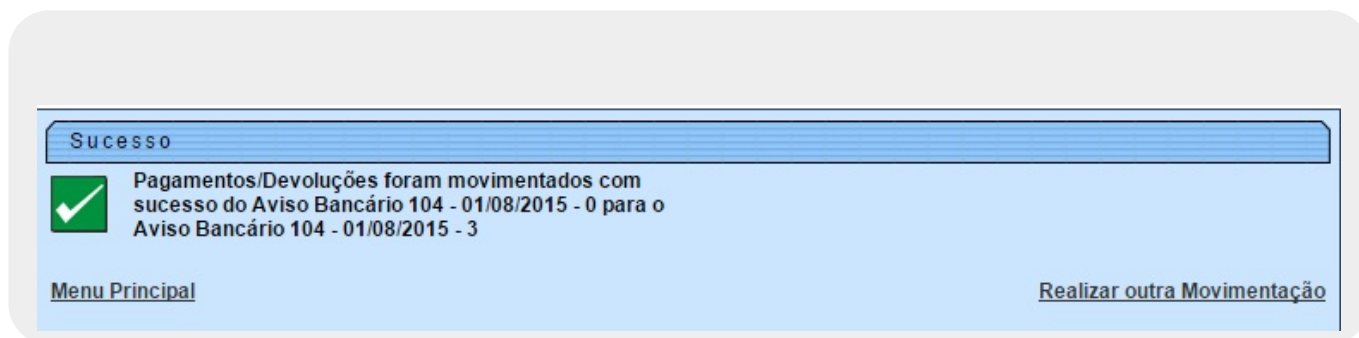 Sucesso
Pagamentos/Devoluções foram movimentados com
sucesso do Aviso Bancário 104 - 01/08/2015 - 0 para o
Aviso Bancário 104 - 01/08/2015 - 3
Menu Principal
Realizar outra Movimentação